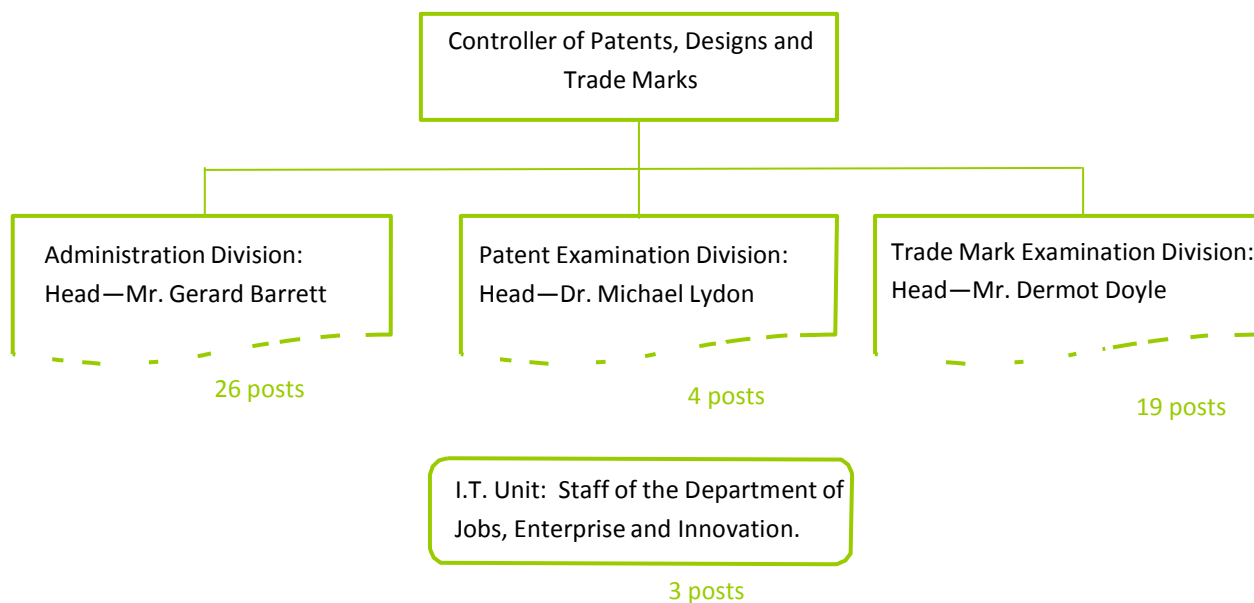 Controller of Patents, Designs and
Trade Marks
Administration Division:
Head—Mr. Gerard Barrett
26 posts
Patent Examination Division:
Head—Dr. Michael Lydon
4 posts
Trade Mark Examination Division:
Head—Mr. Dermot Doyle
19 posts
I.T. Unit:  Staff of the Department of
Jobs, Enterprise and Innovation.
3 posts